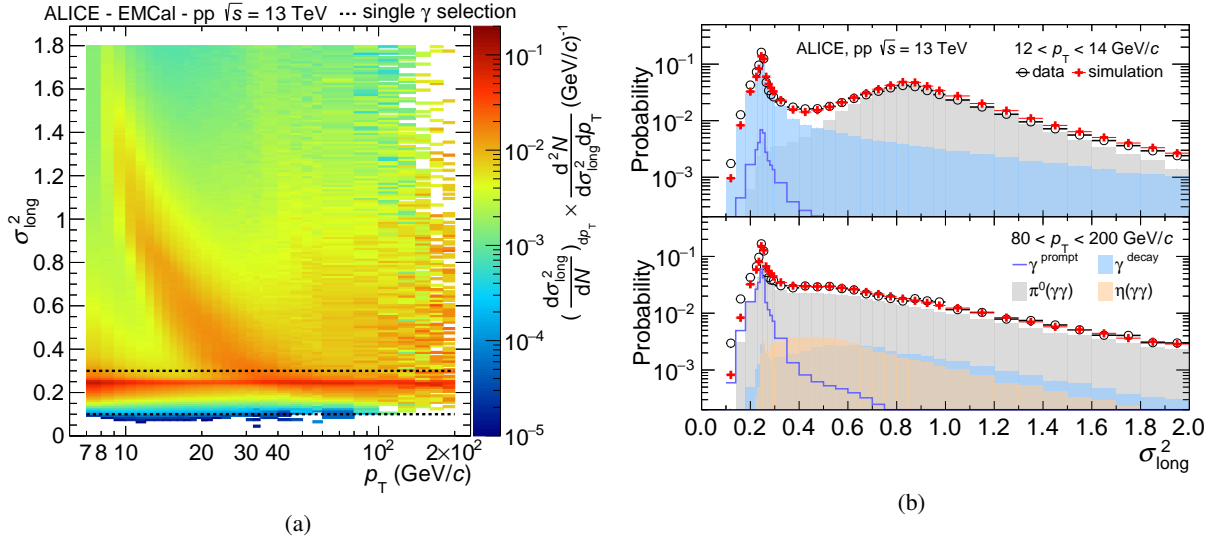 ALICE - EMCal - pp √s = 13 TeV ···· single γ selection
1.8
1.6
1.4
1.2
1
0.8
0.6
0.4
0.2
0
σ²long
7 8 10 20 30 40 10² 2×10²
pT (GeV/c)
10⁻¹
10⁻²
10⁻³
10⁻⁴
10⁻⁵
(dσ²long/dN)dpT × d²N/dσ²longdpT (GeV/c)⁻¹
(a)
ALICE, pp √s = 13 TeV
12 < pT < 14 GeV/c
data simulation
Probability
10⁻¹
10⁻²
10⁻³
80 < pT < 200 GeV/c
γprompt γdecay
π⁰(γγ) η(γγ)
Probability
10⁻¹
10⁻²
10⁻³
0.0 0.2 0.4 0.6 0.8 1.0 1.2 1.4 1.6 1.8 2.0
σ²long
(b)